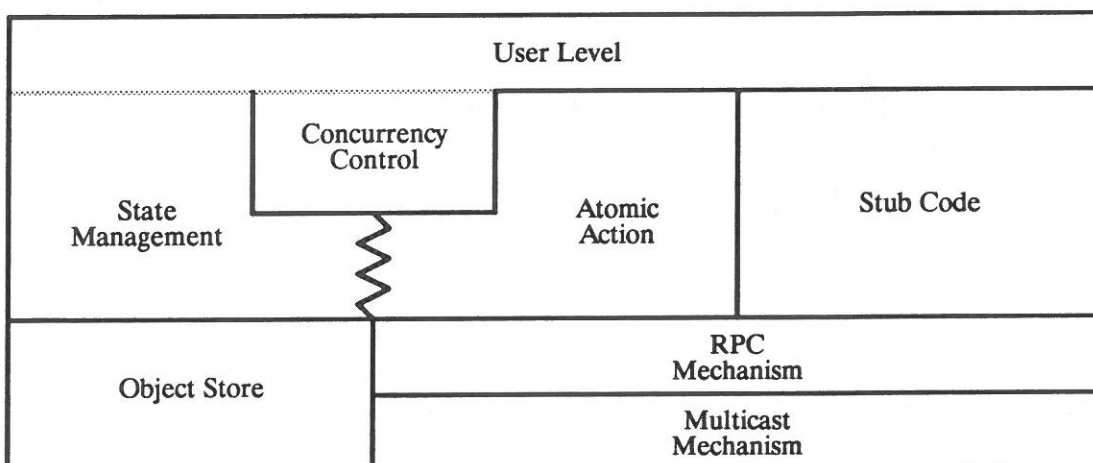 User Level
Concurrency
Control
State
Management
Atomic
Action
Stub Code
Object Store
RPC
Mechanism
Multicast
Mechanism